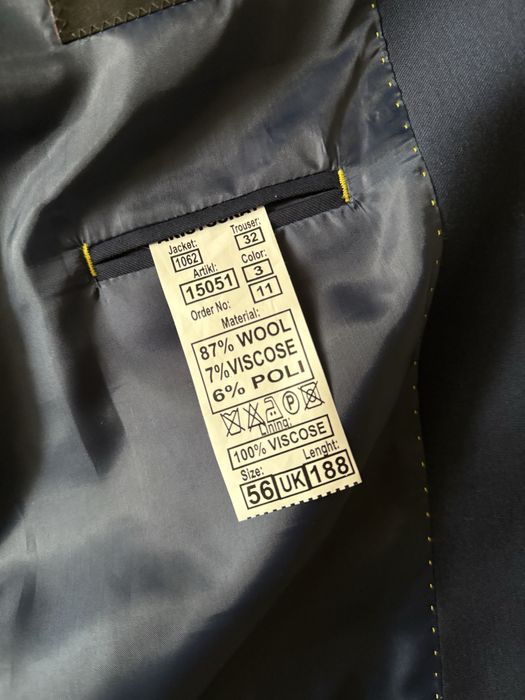 Jacket: Trouser:
1062 32
Artikl: Color:
15051 3
Order No: 11
Material:
87% WOOL
7%VISCOSE
6% POLI
P
Lining:
100% VISCOSE
Size: Lenght:
56 UK 188